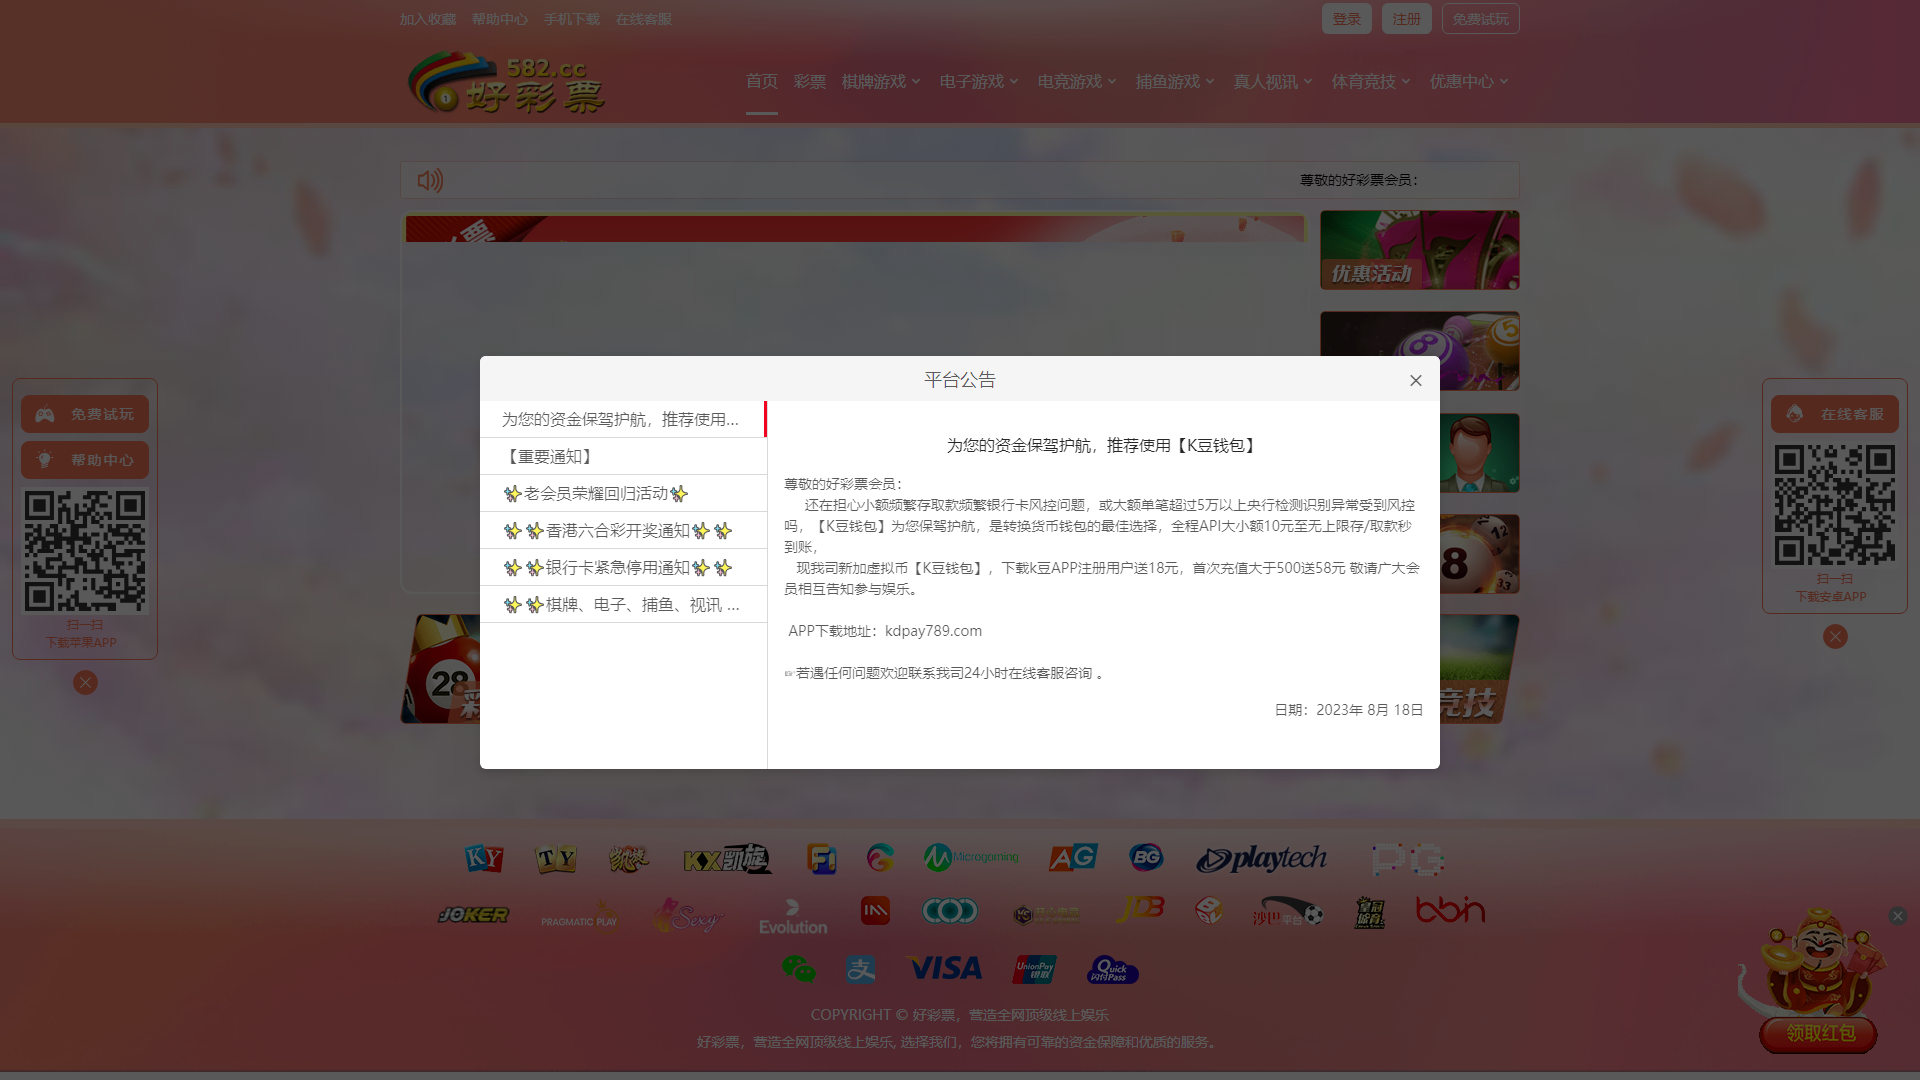 加入收藏 帮助中心 手机下载 在线客服
登录 注册 免费试玩
582.cc
好彩票
首页 彩票 棋牌游戏 电子游戏 电竞游戏 捕鱼游戏 真人视讯 体育竞技 优惠中心
尊敬的好彩票会员：
优惠活动
平台公告
为您的资金保驾护航，推荐使用...
【重要通知】
✨老会员荣耀回归活动✨
✨✨香港六合彩开奖通知✨✨
✨✨银行卡紧急停用通知✨✨
✨✨棋牌、电子、捕鱼、视讯 ...
为您的资金保驾护航，推荐使用【K豆钱包】
尊敬的好彩票会员：
还在担心小额频繁存取款频繁银行卡风控问题，或大额单笔超过5万以上央行检测识别异常受到风控
吗，【K豆钱包】为您保驾护航，是转换货币钱包的最佳选择，全程API大小额10元至无上限存/取款秒
到账，
现我司新加虚拟币【K豆钱包】，下载k豆APP注册用户送18元，首次充值大于500送58元 敬请广大会
员相互告知参与娱乐。
APP下载地址：kdpay789.com
☞若遇任何问题欢迎联系我司24小时在线客服咨询 。
日期：2023年 8月 18日
免费试玩
帮助中心
扫一扫
下载苹果APP
在线客服
扫一扫
下载安卓APP
28
彩
8
竞技
KY TY 凯旋 KX凯旋 Fi Microgaming AG BG playtech PG
JOKER PRAGMATIC PLAY Sexy Evolution JDB 沙巴平台 皇冠体育 bbin
支 VISA UnionPay 银联 Quick Pass 闪付
领取红包
COPYRIGHT © 好彩票，营造全网顶级线上娱乐
好彩票，营造全网顶级线上娱乐, 选择我们，您将拥有可靠的资金保障和优质的服务。